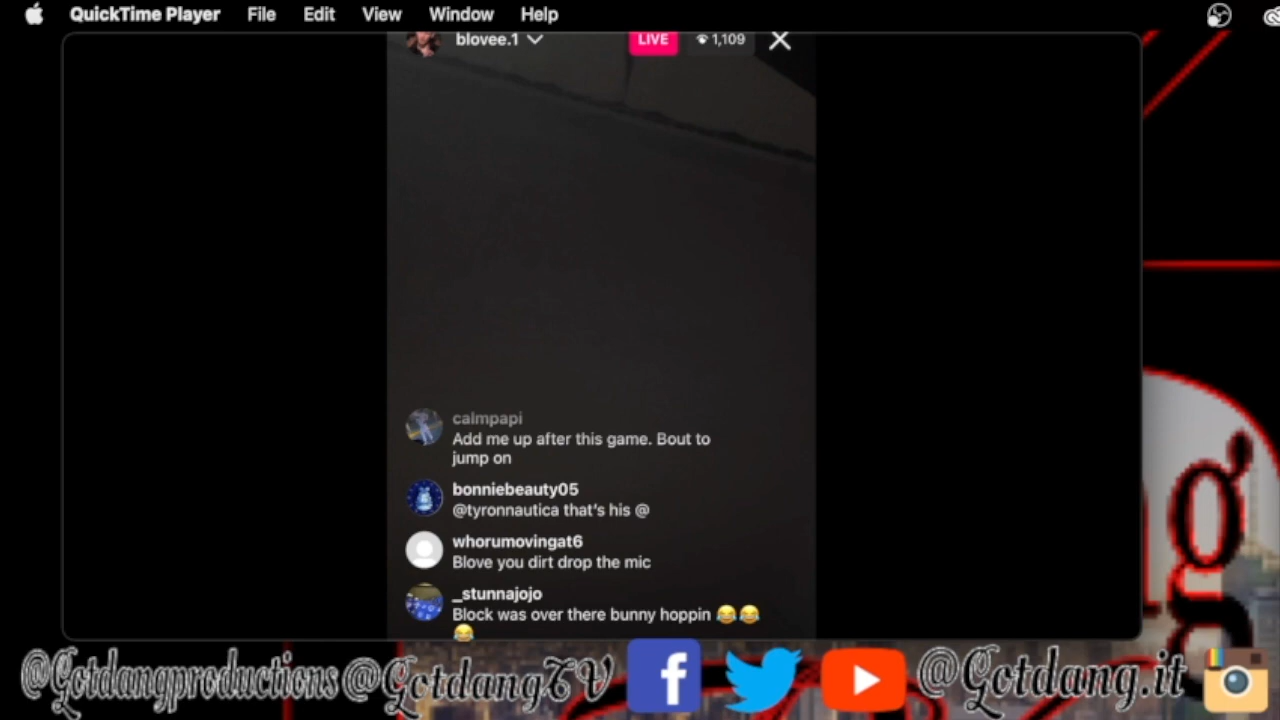 QuickTime Player File Edit View Window Help
blovee.1 LIVE 1,109
calmpapi
Add me up after this game. Bout to
jump on
bonniebeauty05
@tyronnautica that's his @
whorumovingat6
Blove you dirt drop the mic
_stunnajojo
Block was over there bunny hoppin 😂😂
😂
@Gotdangproductions @GotdangTV f @Gotdang.it